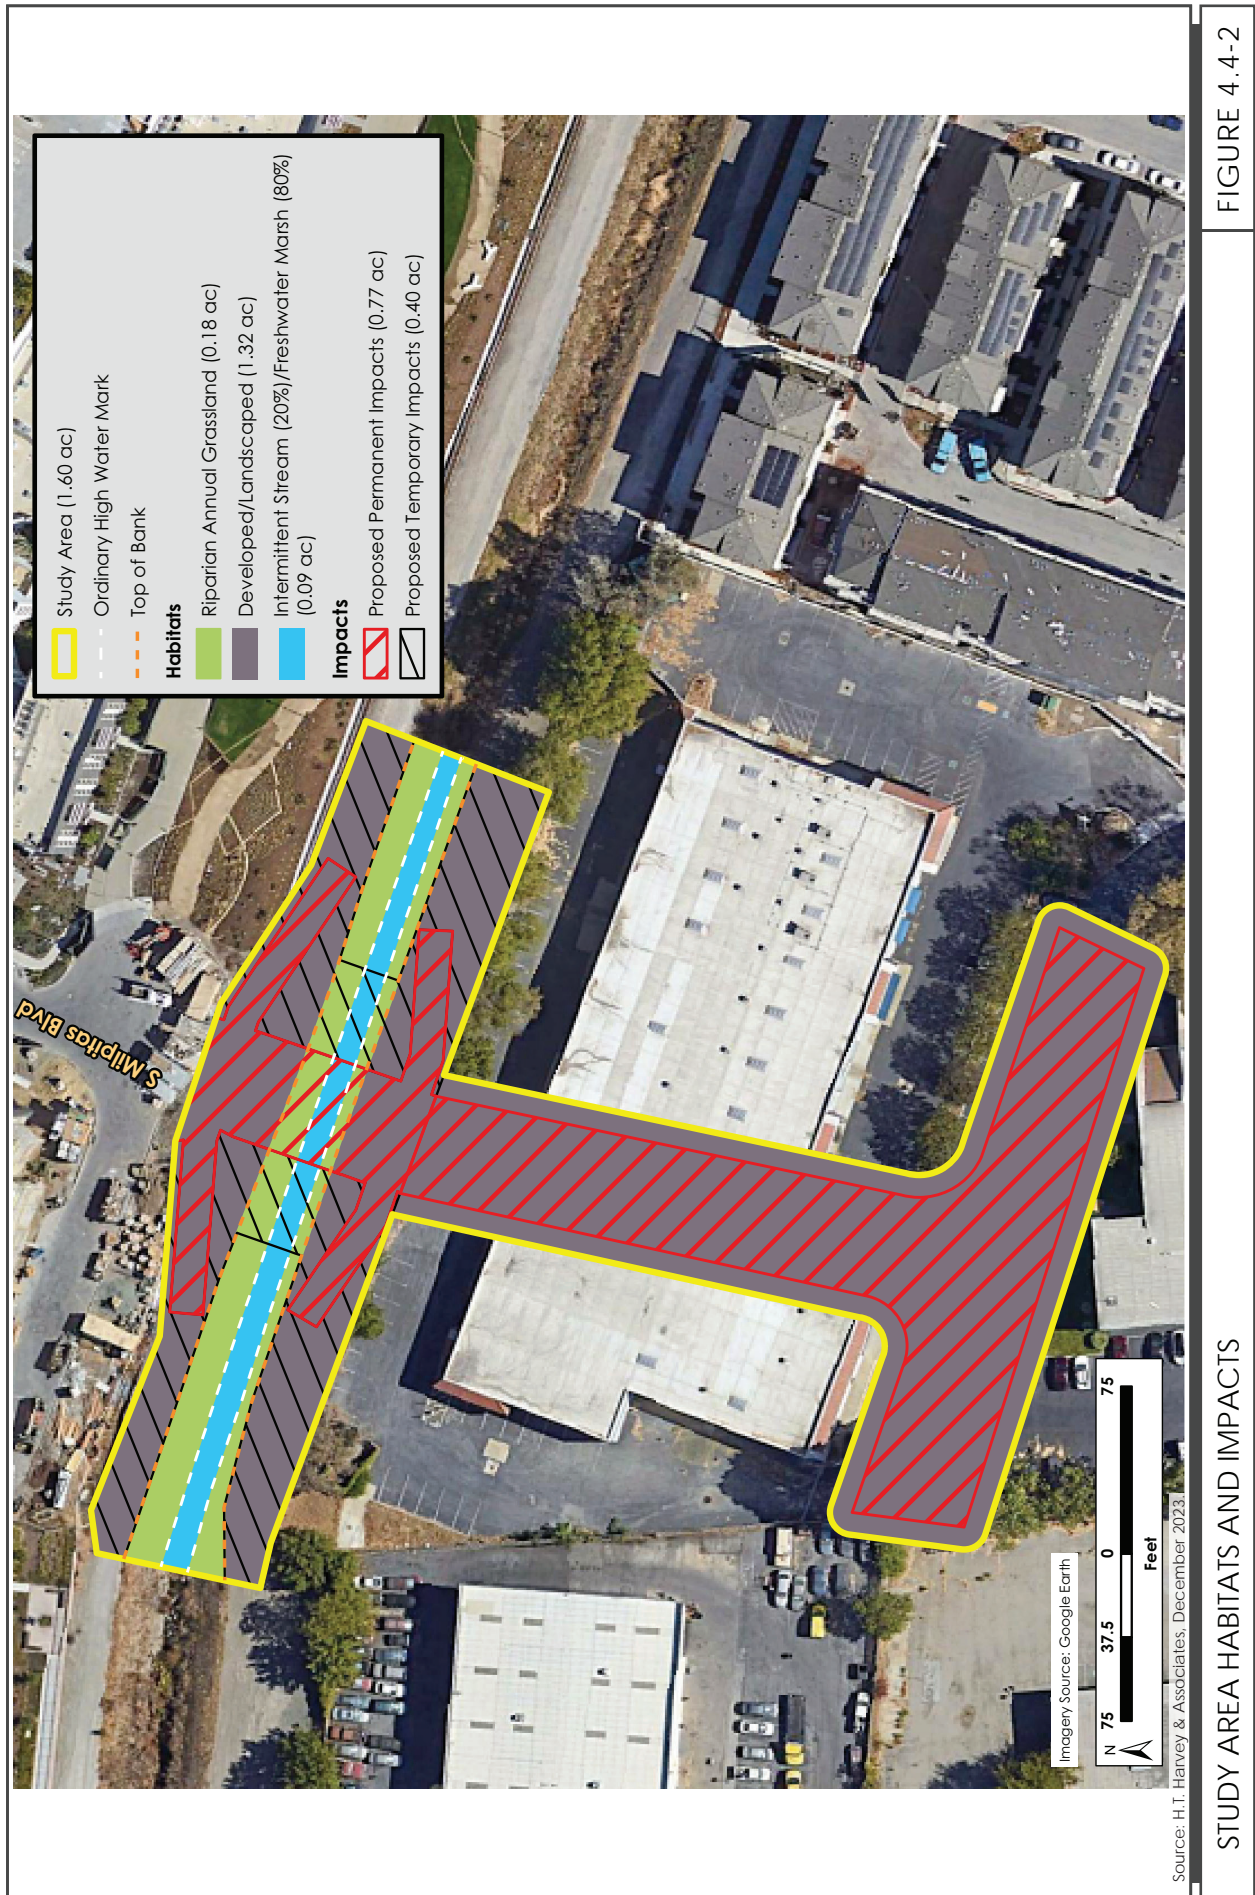 Study Area (1.60 ac)
Ordinary High Water Mark
Top of Bank
Habitats
Riparian Annual Grassland (0.18 ac)
Developed/Landscaped (1.32 ac)
Intermittent Stream (20%)/Freshwater Marsh (80%)
(0.09 ac)
Impacts
Proposed Permanent Impacts (0.77 ac)
Proposed Temporary Impacts (0.40 ac)
S Milpitas Blvd
Imagery Source: Google Earth
N
75 37.5 0 75
Feet
Source: H.T. Harvey & Associates, December 2023.
STUDY AREA HABITATS AND IMPACTS
FIGURE 4.4-2